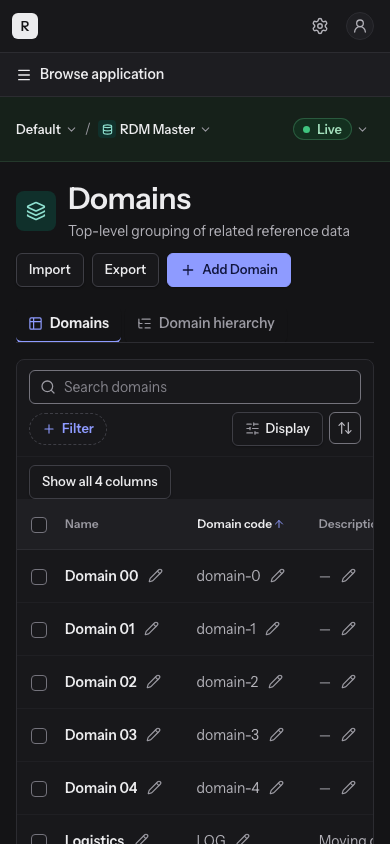 R
Browse application
Default / RDM Master Live
Domains
Top-level grouping of related reference data
Import Export + Add Domain
Domains Domain hierarchy
Search domains
+ Filter Display
Show all 4 columns
Name Domain code ↑ Descriptio
Domain 00 domain-0 —
Domain 01 domain-1 —
Domain 02 domain-2 —
Domain 03 domain-3 —
Domain 04 domain-4 —
Logistics LOG Moving